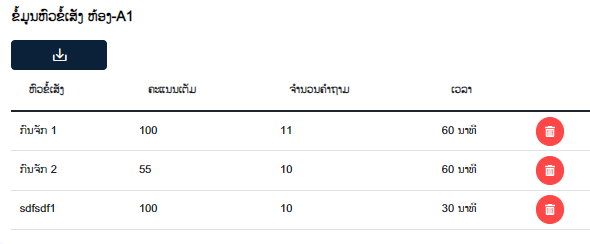 ຂໍ້ມູນຫົວຂໍ້ເສັງ ຫ້ອງ-A1
ຫົວຂໍ້ເສັງ ຄະແນນເຕັມ ຈຳນວນຄຳຖາມ ເວລາ
ກົນຈັກ 1 100 11 60 ນາທີ
ກົນຈັກ 2 55 10 60 ນາທີ
sdfsdf1 100 10 30 ນາທີ